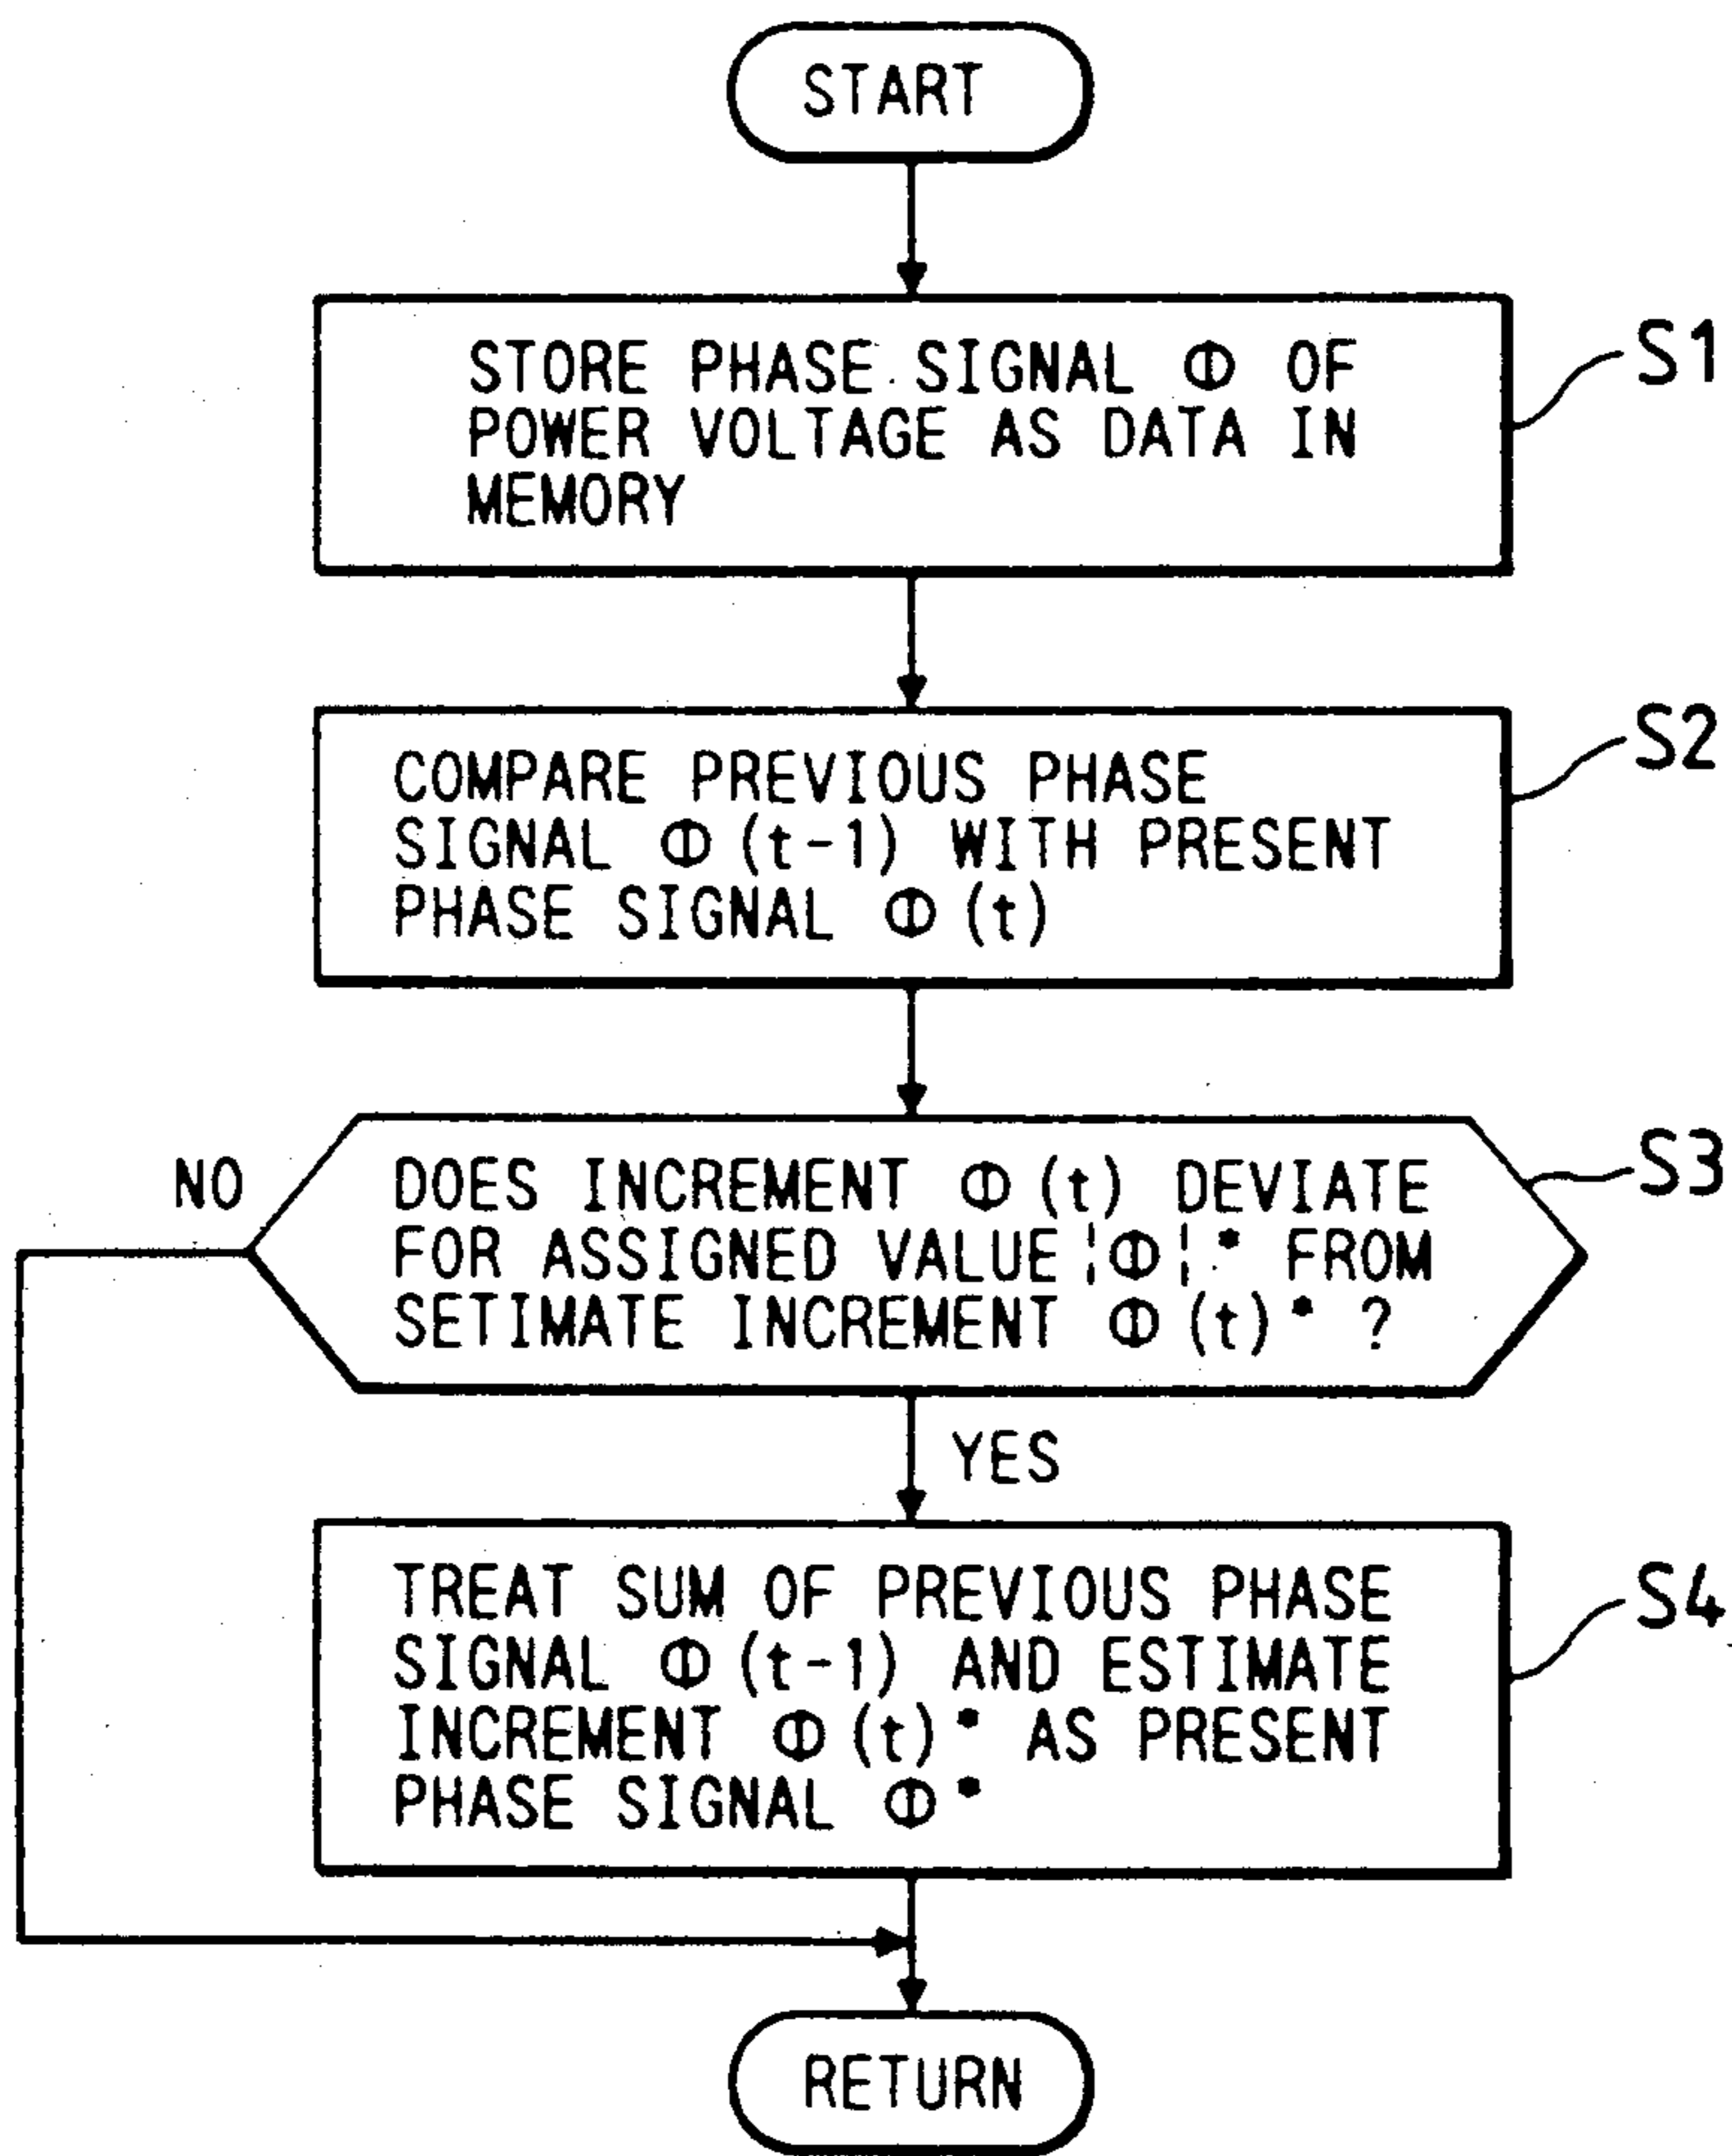 START
STORE PHASE SIGNAL Φ OF
POWER VOLTAGE AS DATA IN
MEMORY
S1
COMPARE PREVIOUS PHASE
SIGNAL Φ (t-1) WITH PRESENT
PHASE SIGNAL Φ (t)
S2
NO
DOES INCREMENT Φ (t) DEVIATE
FOR ASSIGNED VALUE ¦Φ¦* FROM
SETIMATE INCREMENT Φ (t)* ?
S3
YES
TREAT SUM OF PREVIOUS PHASE
SIGNAL Φ (t-1) AND ESTIMATE
INCREMENT Φ (t)* AS PRESENT
PHASE SIGNAL Φ*
S4
RETURN